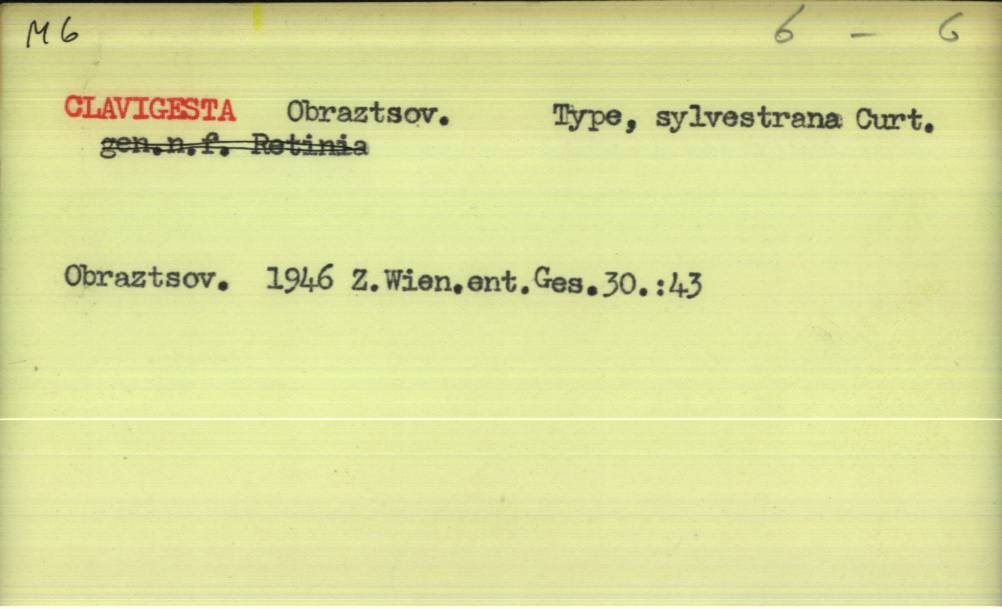 M6 6 - 6
CLAVIGESTA Obraztsov. Type, sylvestrana Curt.
gen.n.f. Retinia
Obraztsov. 1946 Z.Wien.ent.Ges.30.:43